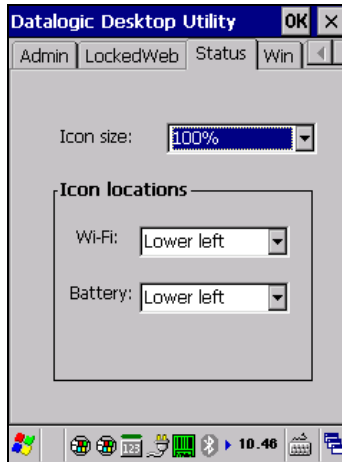 Datalogic Desktop Utility OK
Admin LockedWeb Status Win
Icon size: 100%
Icon locations
Wi-Fi: Lower left
Battery: Lower left
123 10.46